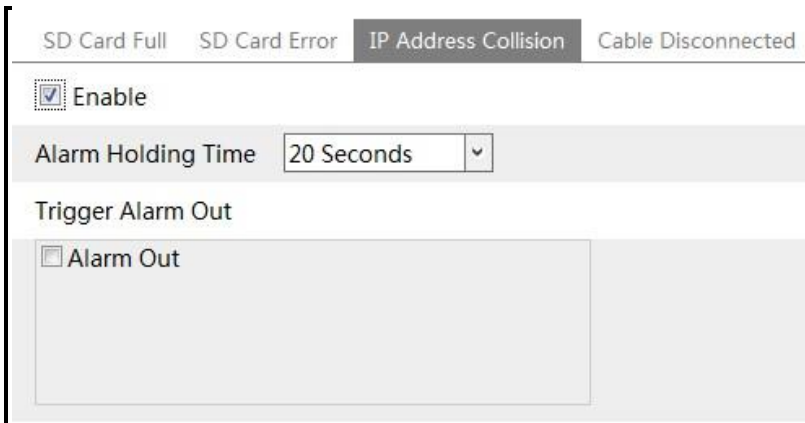 SD Card Full SD Card Error IP Address Collision Cable Disconnected
Enable
Alarm Holding Time 20 Seconds
Trigger Alarm Out
Alarm Out